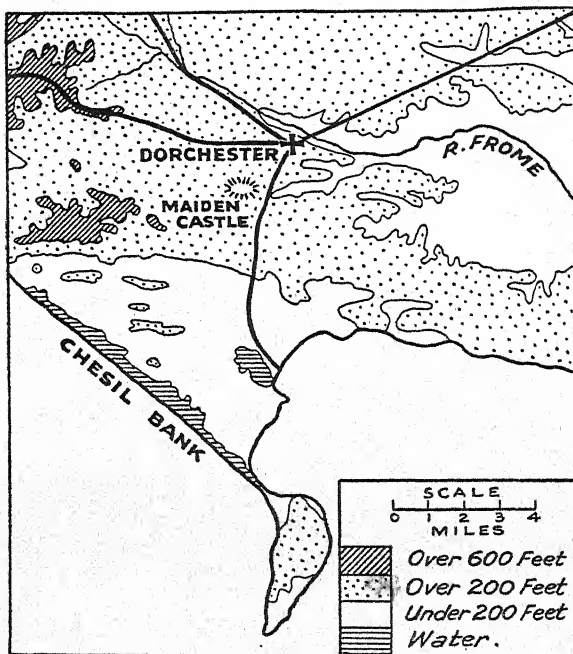 DORCHESTER
R. FROME
MAIDEN
CASTLE
CHESIL BANK
SCALE
0 1 2 3 4
MILES
Over 600 Feet
Over 200 Feet
Under 200 Feet
Water.